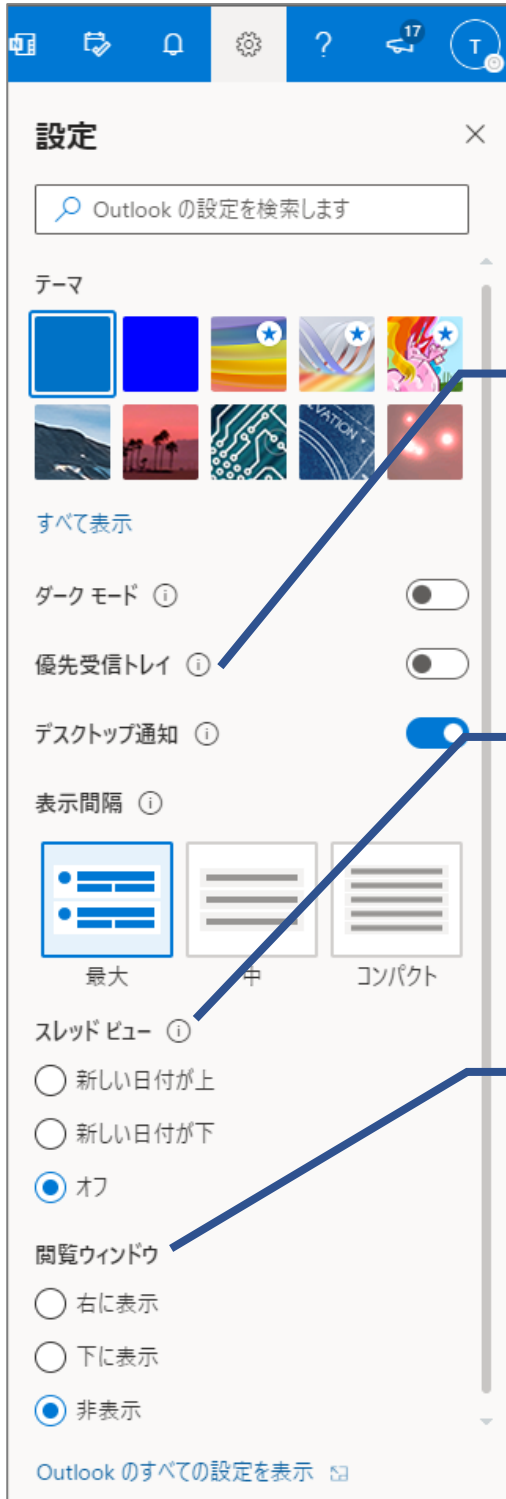 N
17
T
設定
Outlook の設定を検索します
テーマ
ELEVATION
すべて表示
ダーク モード
優先受信トレイ
デスクトップ通知
表示間隔
最大
中
コンパクト
スレッド ビュー
新しい日付が上
新しい日付が下
オフ
閲覧ウィンドウ
右に表示
下に表示
非表示
Outlook のすべての設定を表示